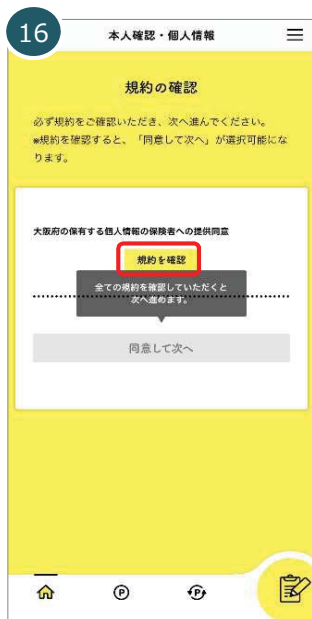 16
本人確認・個人情報
規約の確認
必ず規約をご確認いただき、次へ進んでください。
※規約を確認すると、「同意して次へ」が選択可能にな
ります。
大阪府の保有する個人情報の保険者への提供同意
規約を確認
全ての規約を確認していただくと
次へ進めます。
同意して次へ
P
P